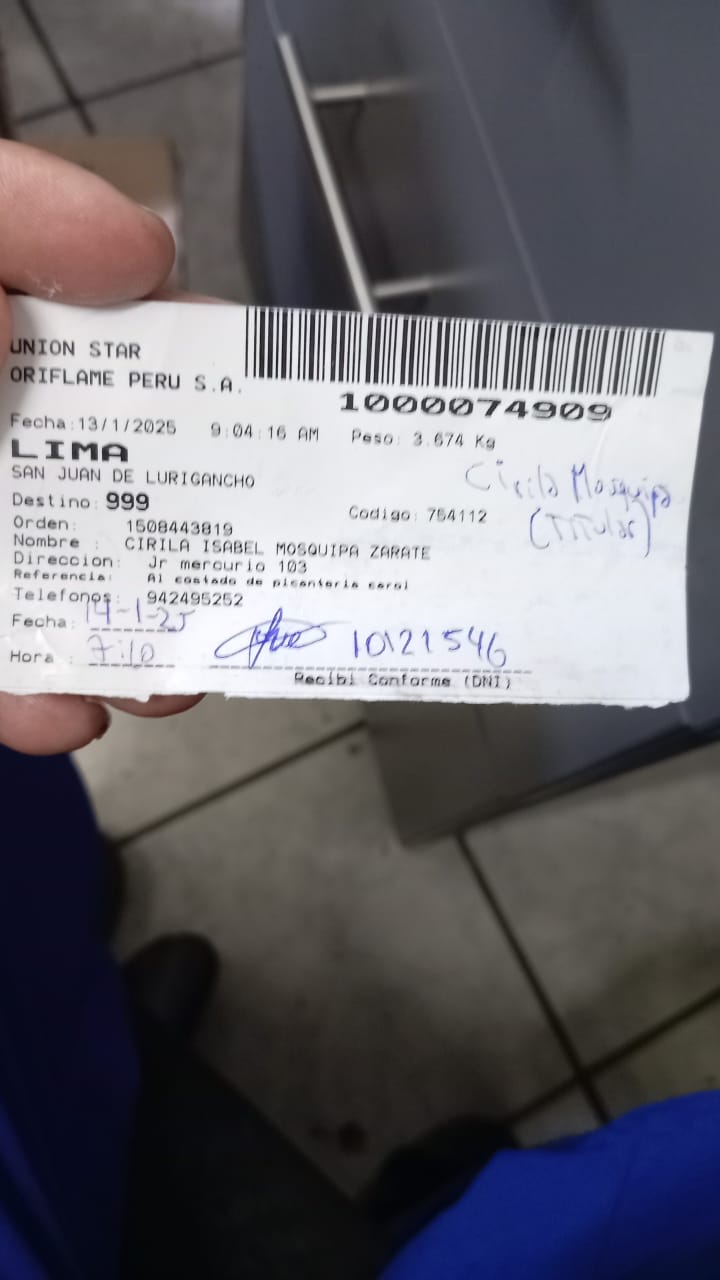 UNION STAR
ORIFLAME PERU S.A.
1000074909
Fecha:13/1/2025 9:04:16 AM Peso: 3.674 Kg
LIMA
SAN JUAN DE LURIGANCHO
Cirila Mosquipa
(Titular)
Destino: 999
Codigo: 754112
Orden: 1508443819
Nombre : CIRILA ISABEL MOSQUIPA ZARATE
Direccion: Jr mercurio 103
Referencia: Al costado de picanteria carol
Telefonos: 942495252
Fecha: 14-1-25
Hora : 7:10 10121546
Recibi Conforme (DNI)